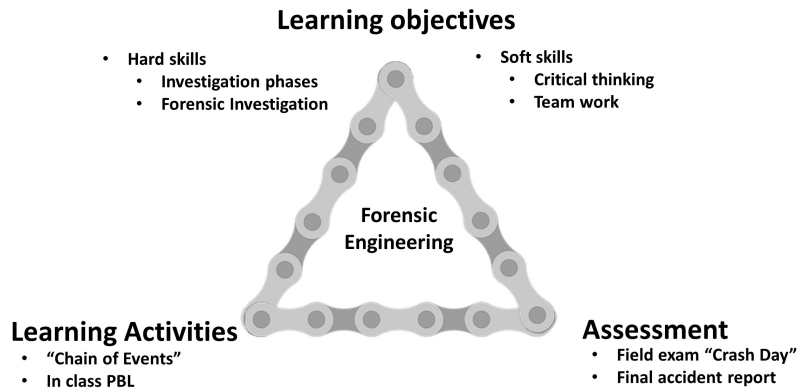 Learning objectives
• Hard skills
• Investigation phases
• Forensic Investigation
• Soft skills
• Critical thinking
• Team work
Forensic
Engineering
Learning Activities
• “Chain of Events”
• In class PBL
Assessment
• Field exam “Crash Day”
• Final accident report